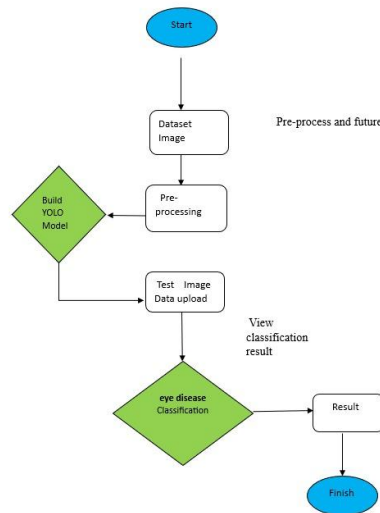 Start
Dataset
Image
Pre-process and future
Pre-
processing
Build
YOLO
Model
Test Image
Data upload
View
classification
result
eye disease
Classification
Result
Finish